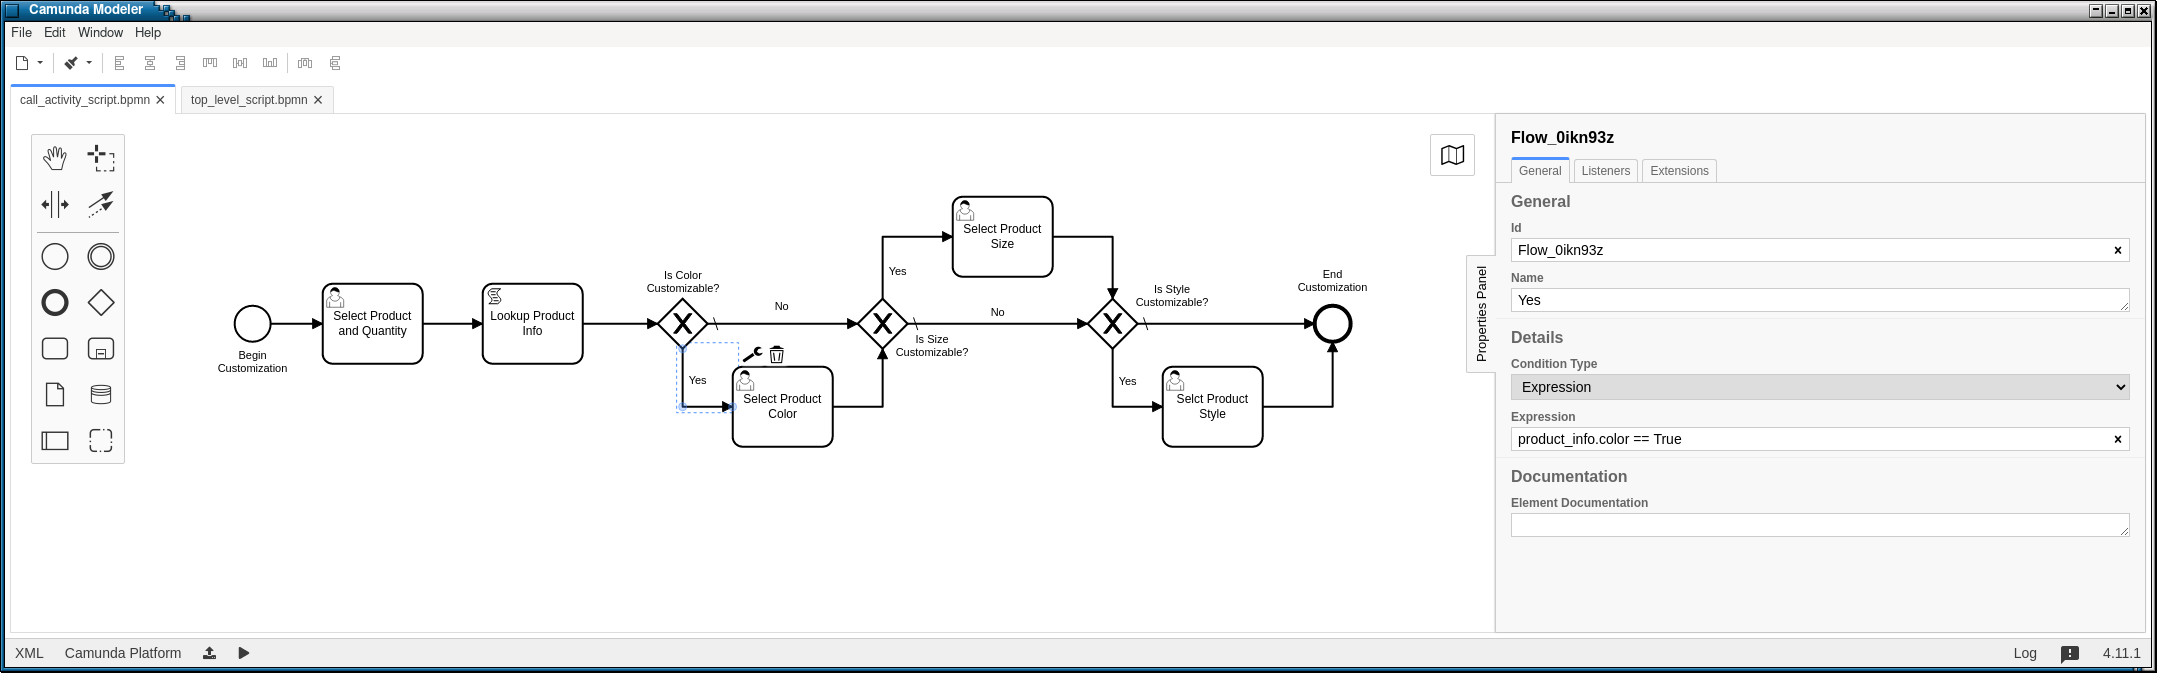 Camunda Modeler
File Edit Window Help
call_activity_script.bpmn
top_level_script.bpmn
Begin
Customization
Select Product
and Quantity
Lookup Product
Info
Is Color
Customizable?
No
Yes
Select Product
Color
Yes
Select Product
Size
Is Size
Customizable?
No
Is Style
Customizable?
Yes
Selct Product
Style
End
Customization
Properties Panel
Flow_0ikn93z
General Listeners Extensions
General
Id
Flow_0ikn93z
Name
Yes
Details
Condition Type
Expression
Expression
product_info.color == True
Documentation
Element Documentation
XML Camunda Platform
Log 4.11.1